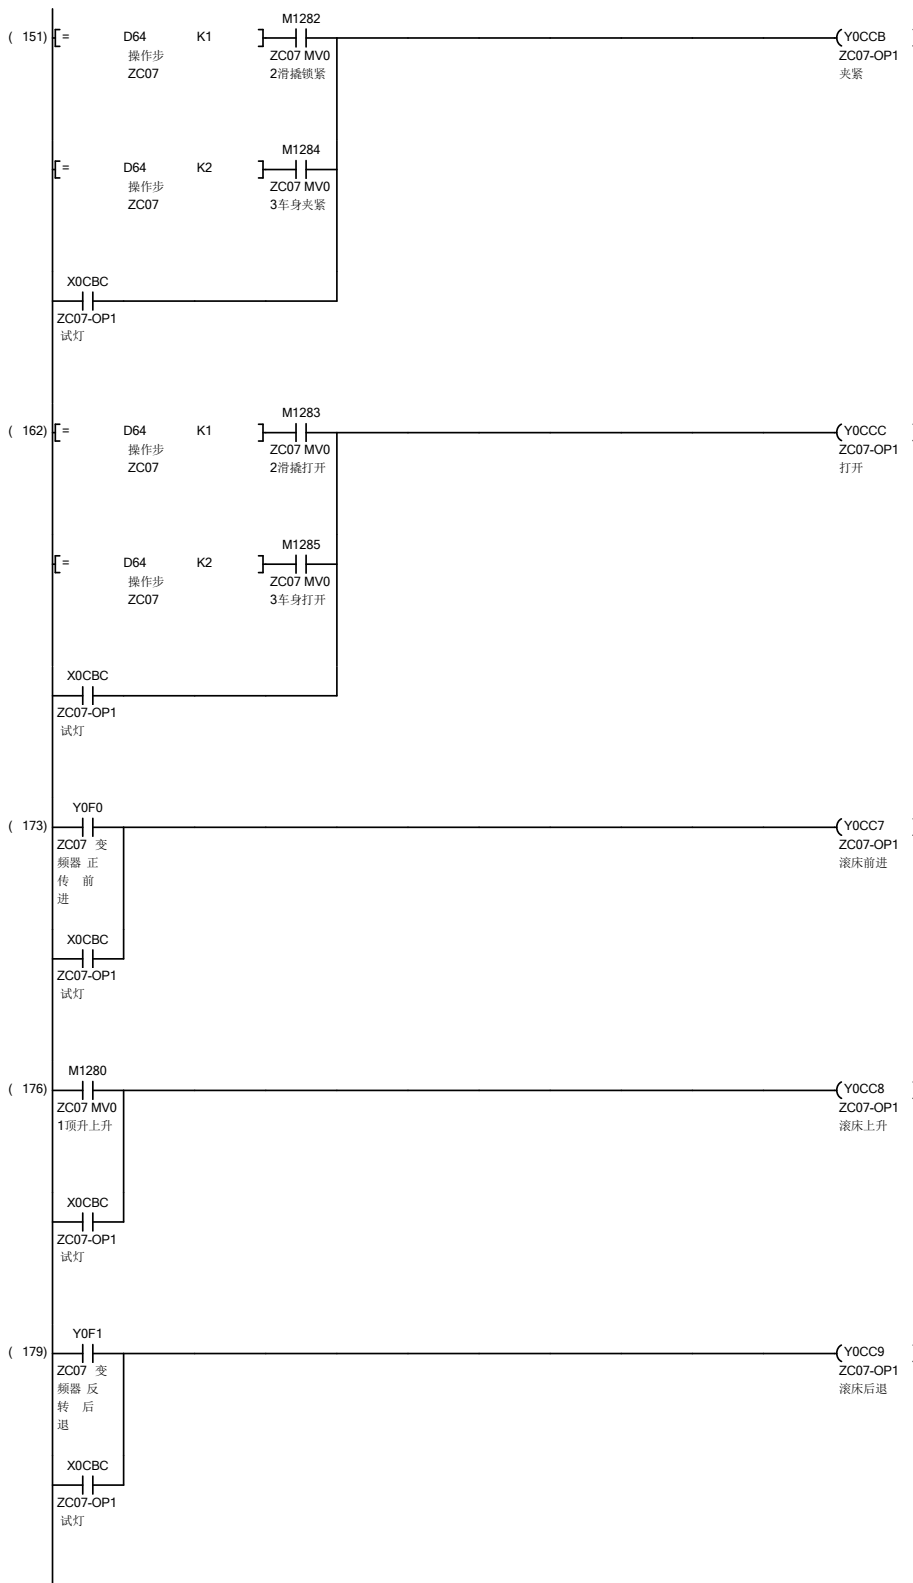 M1282
( 151) [= D64 K1 ] Y0CCB
操作步 ZC07 MV0 ZC07-OP1
ZC07 2滑撬锁紧 夹紧
M1284
[= D64 K2 ]
操作步 ZC07 MV0
ZC07 3车身夹紧
X0CBC
ZC07-OP1
试灯
M1283
( 162) [= D64 K1 ] Y0CCC
操作步 ZC07 MV0 ZC07-OP1
ZC07 2滑撬打开 打开
M1285
[= D64 K2 ]
操作步 ZC07 MV0
ZC07 3车身打开
X0CBC
ZC07-OP1
试灯
Y0F0
( 173) Y0CC7
ZC07 变 ZC07-OP1
频器 正 滚床前进
传 前
进
X0CBC
ZC07-OP1
试灯
M1280
( 176) Y0CC8
ZC07 MV0 ZC07-OP1
1顶升上升 滚床上升
X0CBC
ZC07-OP1
试灯
Y0F1
( 179) Y0CC9
ZC07 变 ZC07-OP1
频器 反 滚床后退
转 后
退
X0CBC
ZC07-OP1
试灯